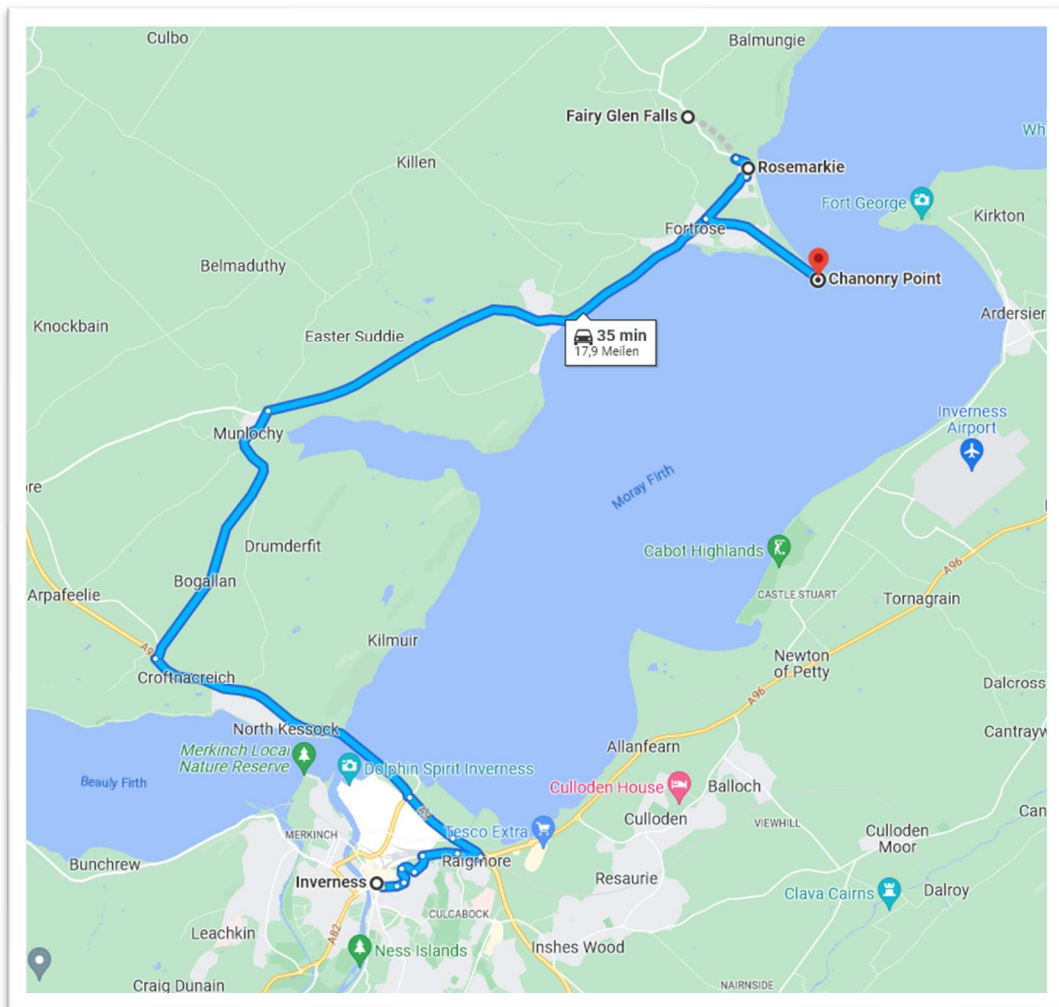 Culbo
Balmungie
Fairy Glen Falls
Killen
Rosemarkie
Whi
Fort George
Kirkton
Fortrose
Belmaduthy
Chanonry Point
Knockbain
Easter Suddie
Ardersier
35 min
17,9 Meilen
Munlochy
Inverness
Airport
ore
Moray Firth
Drumderfit
Cabot Highlands
A96
Bogallan
CASTLE STUART
Arpafeelie
Tornagrain
Kilmuir
A9
Newton
of Petty
Croftnacreich
Dalcross
A96
North Kessock
Cantrayw
Merkinch Local
Nature Reserve
Allanfearn
Dolphin Spirit Inverness
Beauly Firth
Culloden House
Balloch
A9
Culloden
Can
MERKINCH
Tesco Extra
VIEWHILL
Culloden
Moor
Bunchrew
Raigmore
Inverness
Resaurie
Clava Cairns
Dalroy
CULCABOCK
Leachkin
A82
Ness Islands
Inshes Wood
Craig Dunain
NAIRNSIDE